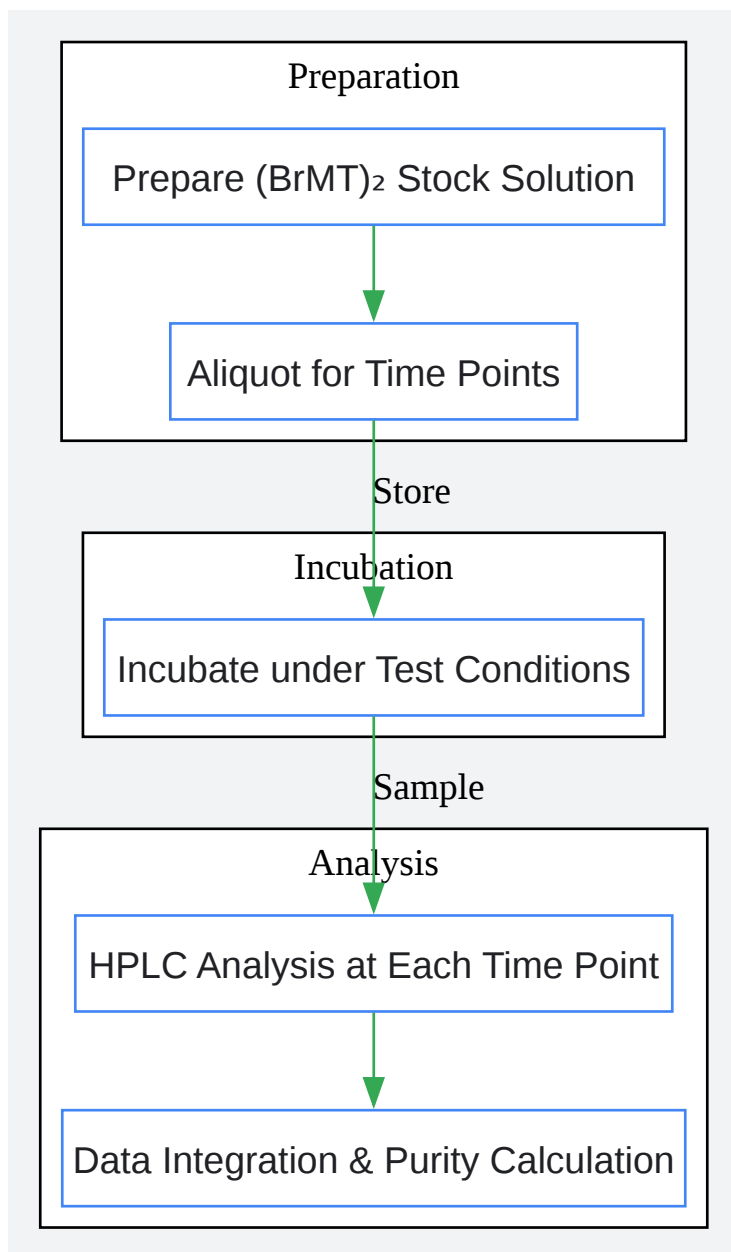 Preparation
Prepare (BrMT)₂ Stock Solution
Aliquot for Time Points
Store
Incubation
Incubate under Test Conditions
Sample
Analysis
HPLC Analysis at Each Time Point
Data Integration & Purity Calculation